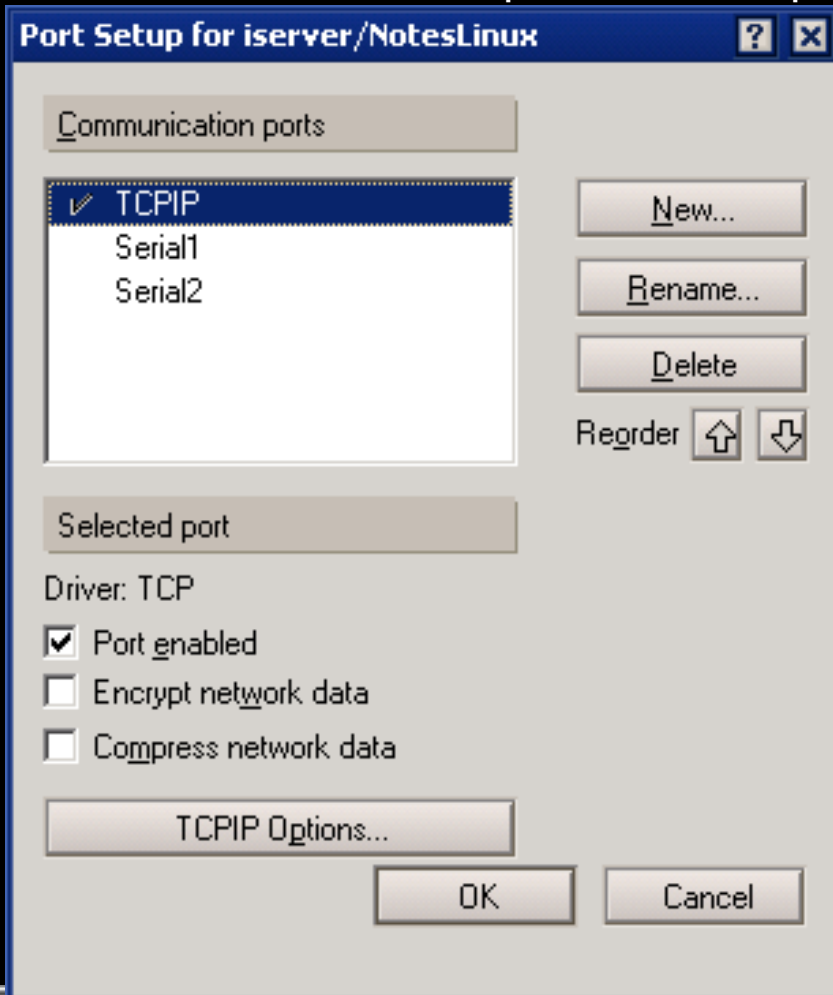 Port Setup for iserver/NotesLinux
Communication ports
TCPIP
Serial1
Serial2
New...
Rename...
Delete
Reorder
Selected port
Driver: TCP
Port enabled
Encrypt network data
Compress network data
TCPIP Options...
OK Cancel